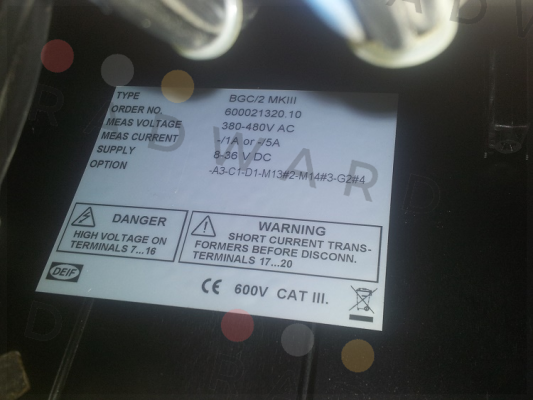 TYPE BGC/2 MKIII
ORDER NO. 600021320.10
MEAS VOLTAGE 380-480V AC
MEAS CURRENT -/1A or -/5A
SUPPLY 8-36 V DC
OPTION -A3-C1-D1-M13#2-M14#3-G2#4
DANGER
HIGH VOLTAGE ON
TERMINALS 7...16
WARNING
SHORT CURRENT TRANS-
FORMERS BEFORE DISCONN.
TERMINALS 17...20
DEIF
CE 600V CAT III.
RADWARD